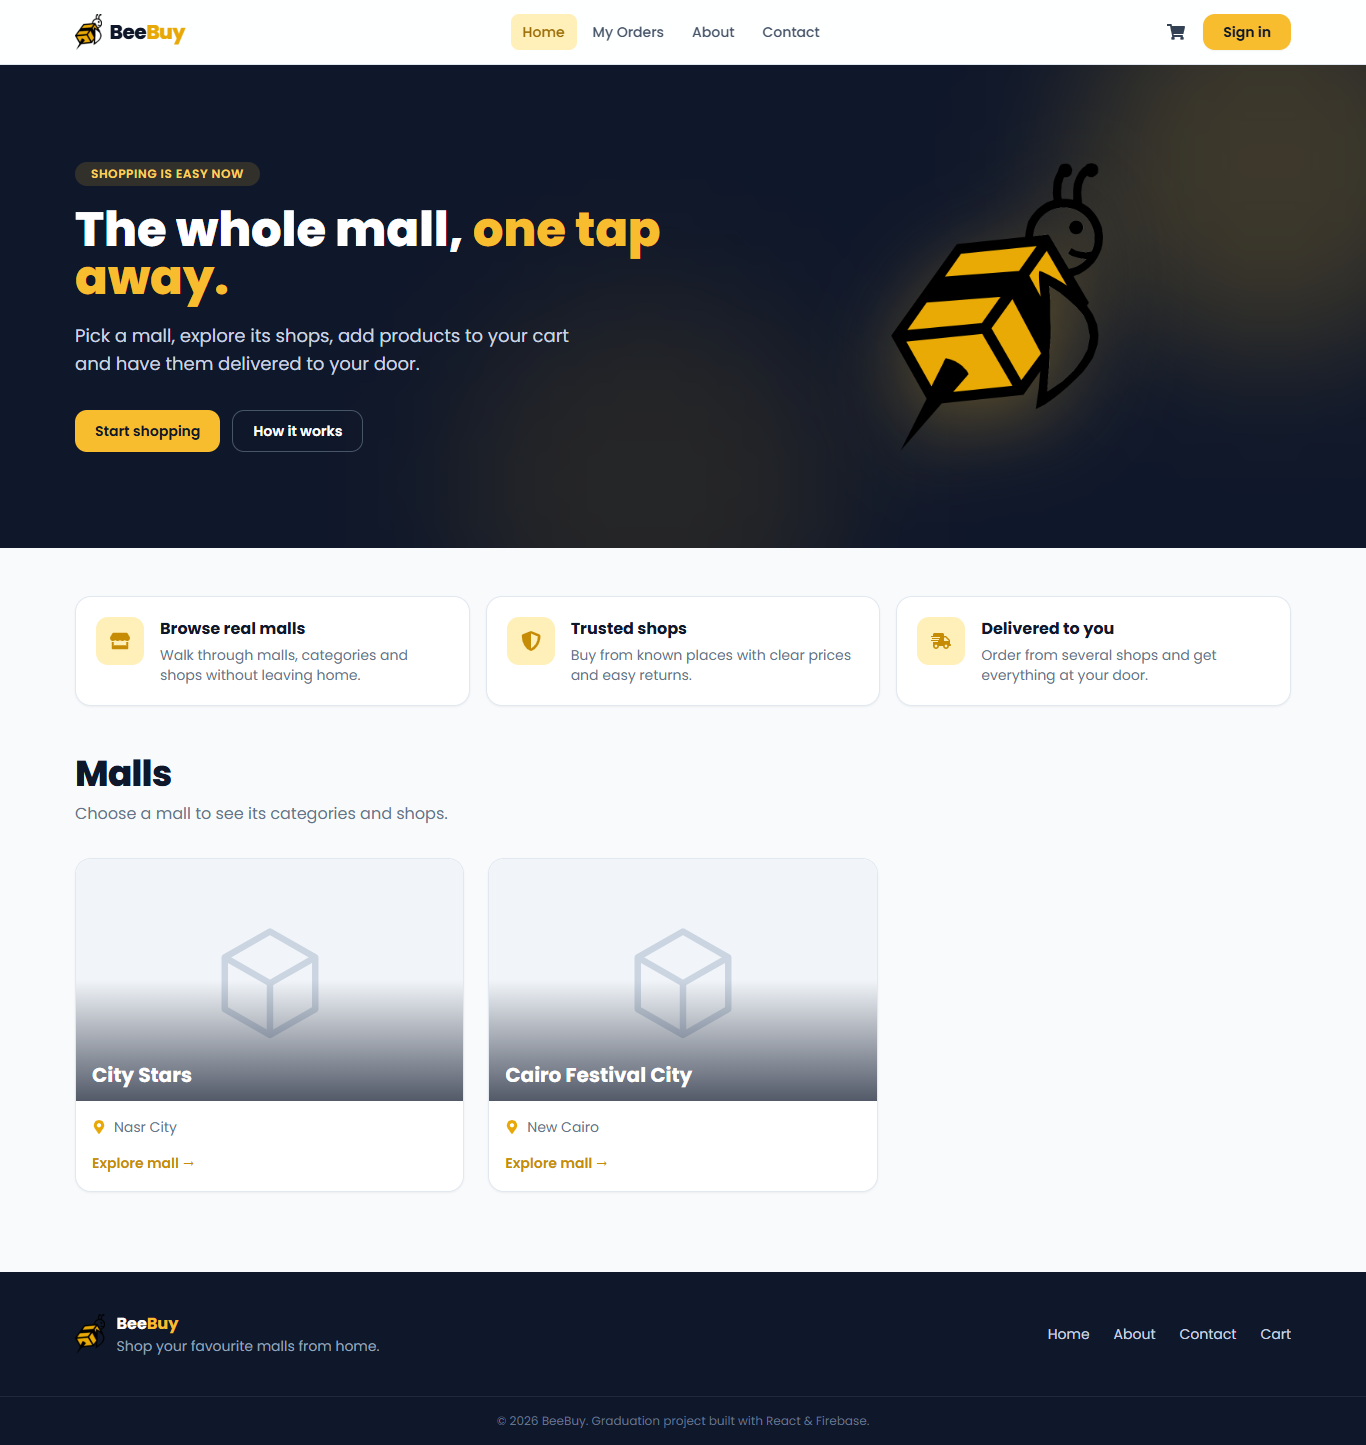 BeeBuy
Home My Orders About Contact
Sign in
SHOPPING IS EASY NOW
The whole mall, one tap
away.
Pick a mall, explore its shops, add products to your cart
and have them delivered to your door.
Start shopping
How it works
Browse real malls
Walk through malls, categories and
shops without leaving home.
Trusted shops
Buy from known places with clear prices
and easy returns.
Delivered to you
Order from several shops and get
everything at your door.
Malls
Choose a mall to see its categories and shops.
City Stars
Nasr City
Explore mall →
Cairo Festival City
New Cairo
Explore mall →
BeeBuy
Shop your favourite malls from home.
Home About Contact Cart
© 2026 BeeBuy. Graduation project built with React & Firebase.